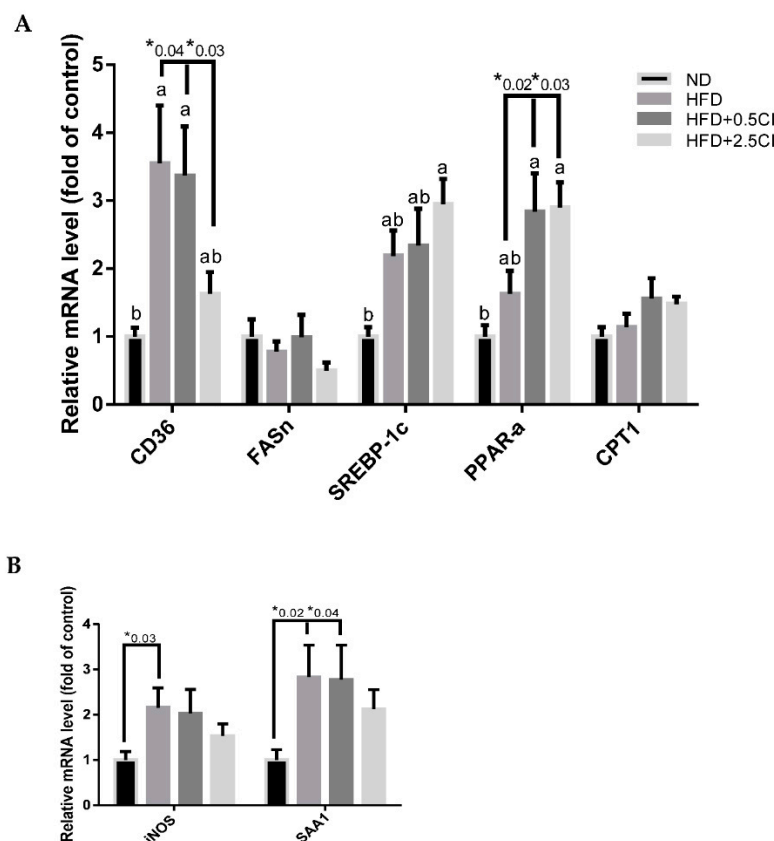 A
*0.04 *0.03
*0.02 *0.03
ND
HFD
HFD+0.5CI
HFD+2.5CI
Relative mRNA level (fold of control)
5
4
3
2
1
0
b a a ab
b ab ab a
b ab a a
CD36 FASn SREBP-1c PPAR-a CPT1
B
Relative mRNA level (fold of control)
*0.03
*0.02 *0.04
4
3
2
1
0
iNOS SAA1